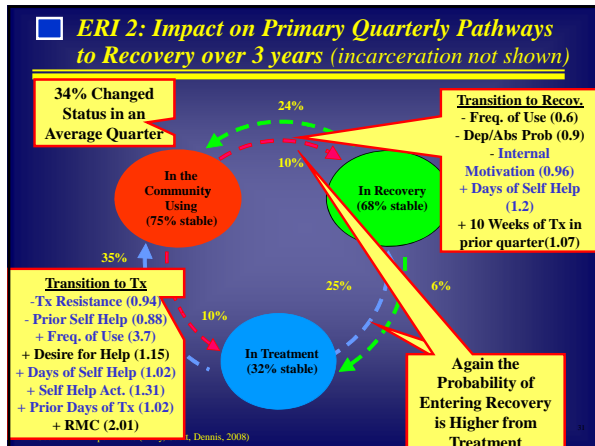 ERI 2: Impact on Primary Quarterly Pathways
to Recovery over 3 years (incarceration not shown)
34% Changed
Status in an
Average Quarter
24%
10%
Transition to Recov.
- Freq. of Use (0.6)
- Dep/Abs Prob (0.9)
- Internal
Motivation (0.96)
+ Days of Self Help
(1.2)
+ 10 Weeks of Tx in
prior quarter(1.07)
In the
Community
Using
(75% stable)
In Recovery
(68% stable)
35%
25%
6%
10%
Transition to Tx
-Tx Resistance (0.94)
- Prior Self Help (0.88)
+ Freq. of Use (3.7)
+ Desire for Help (1.15)
+ Days of Self Help (1.02)
+ Self Help Act. (1.31)
+ Prior Days of Tx (1.02)
+ RMC (2.01)
In Treatment
(32% stable)
Again the
Probability of
Entering Recovery
is Higher from
Treatment
Dennis, 2008)